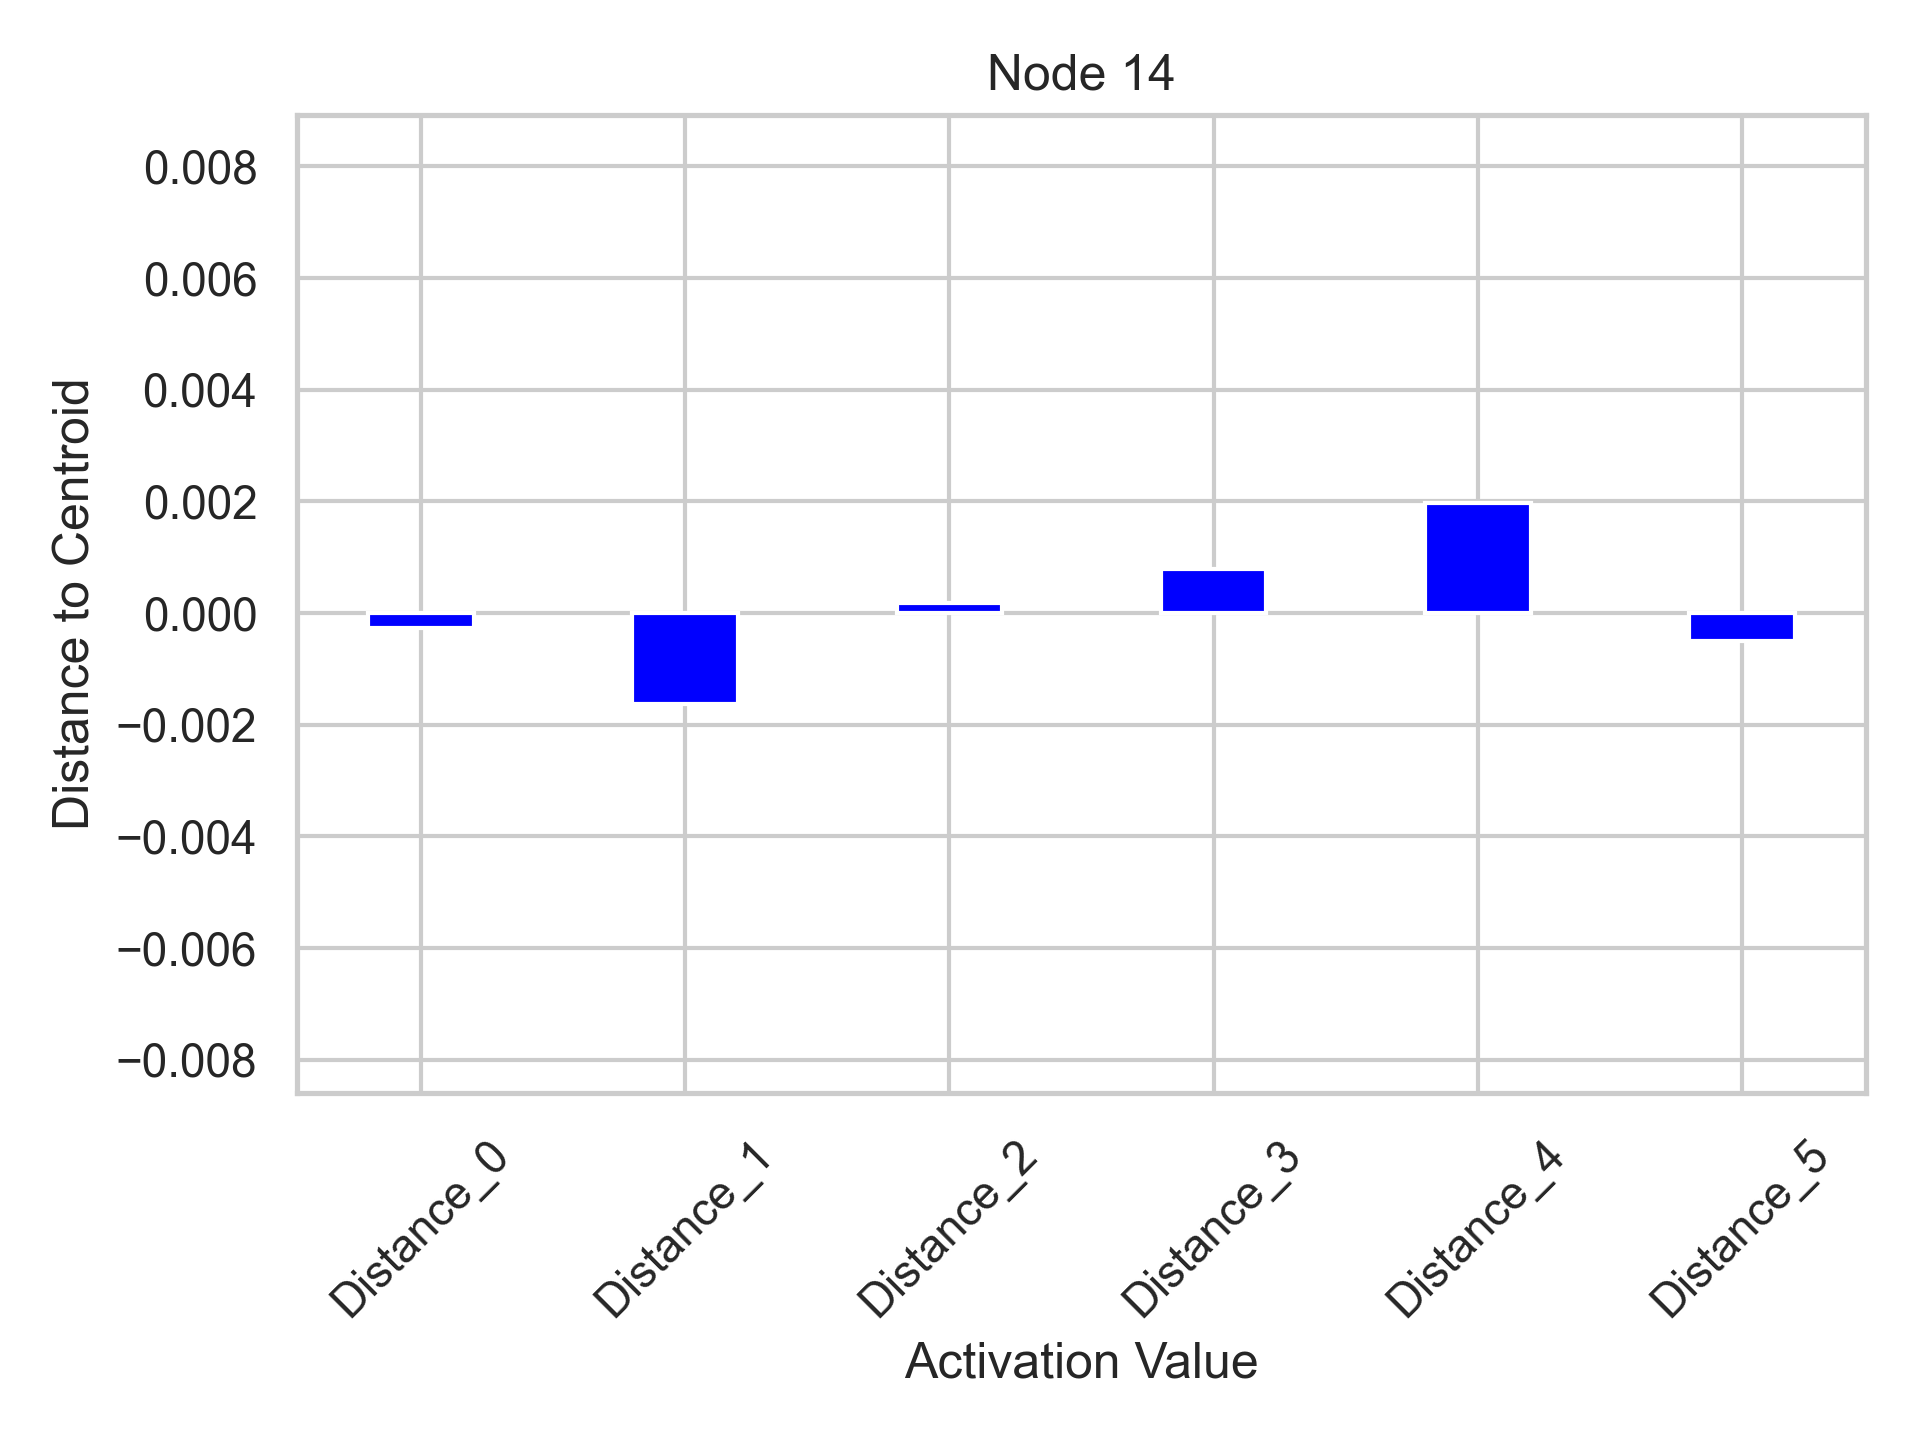 Node 14
0.008
0.006
0.004
0.002
0.000
−0.002
−0.004
−0.006
−0.008
Distance to Centroid
Distance_0
Distance_1
Distance_2
Distance_3
Distance_4
Distance_5
Activation Value